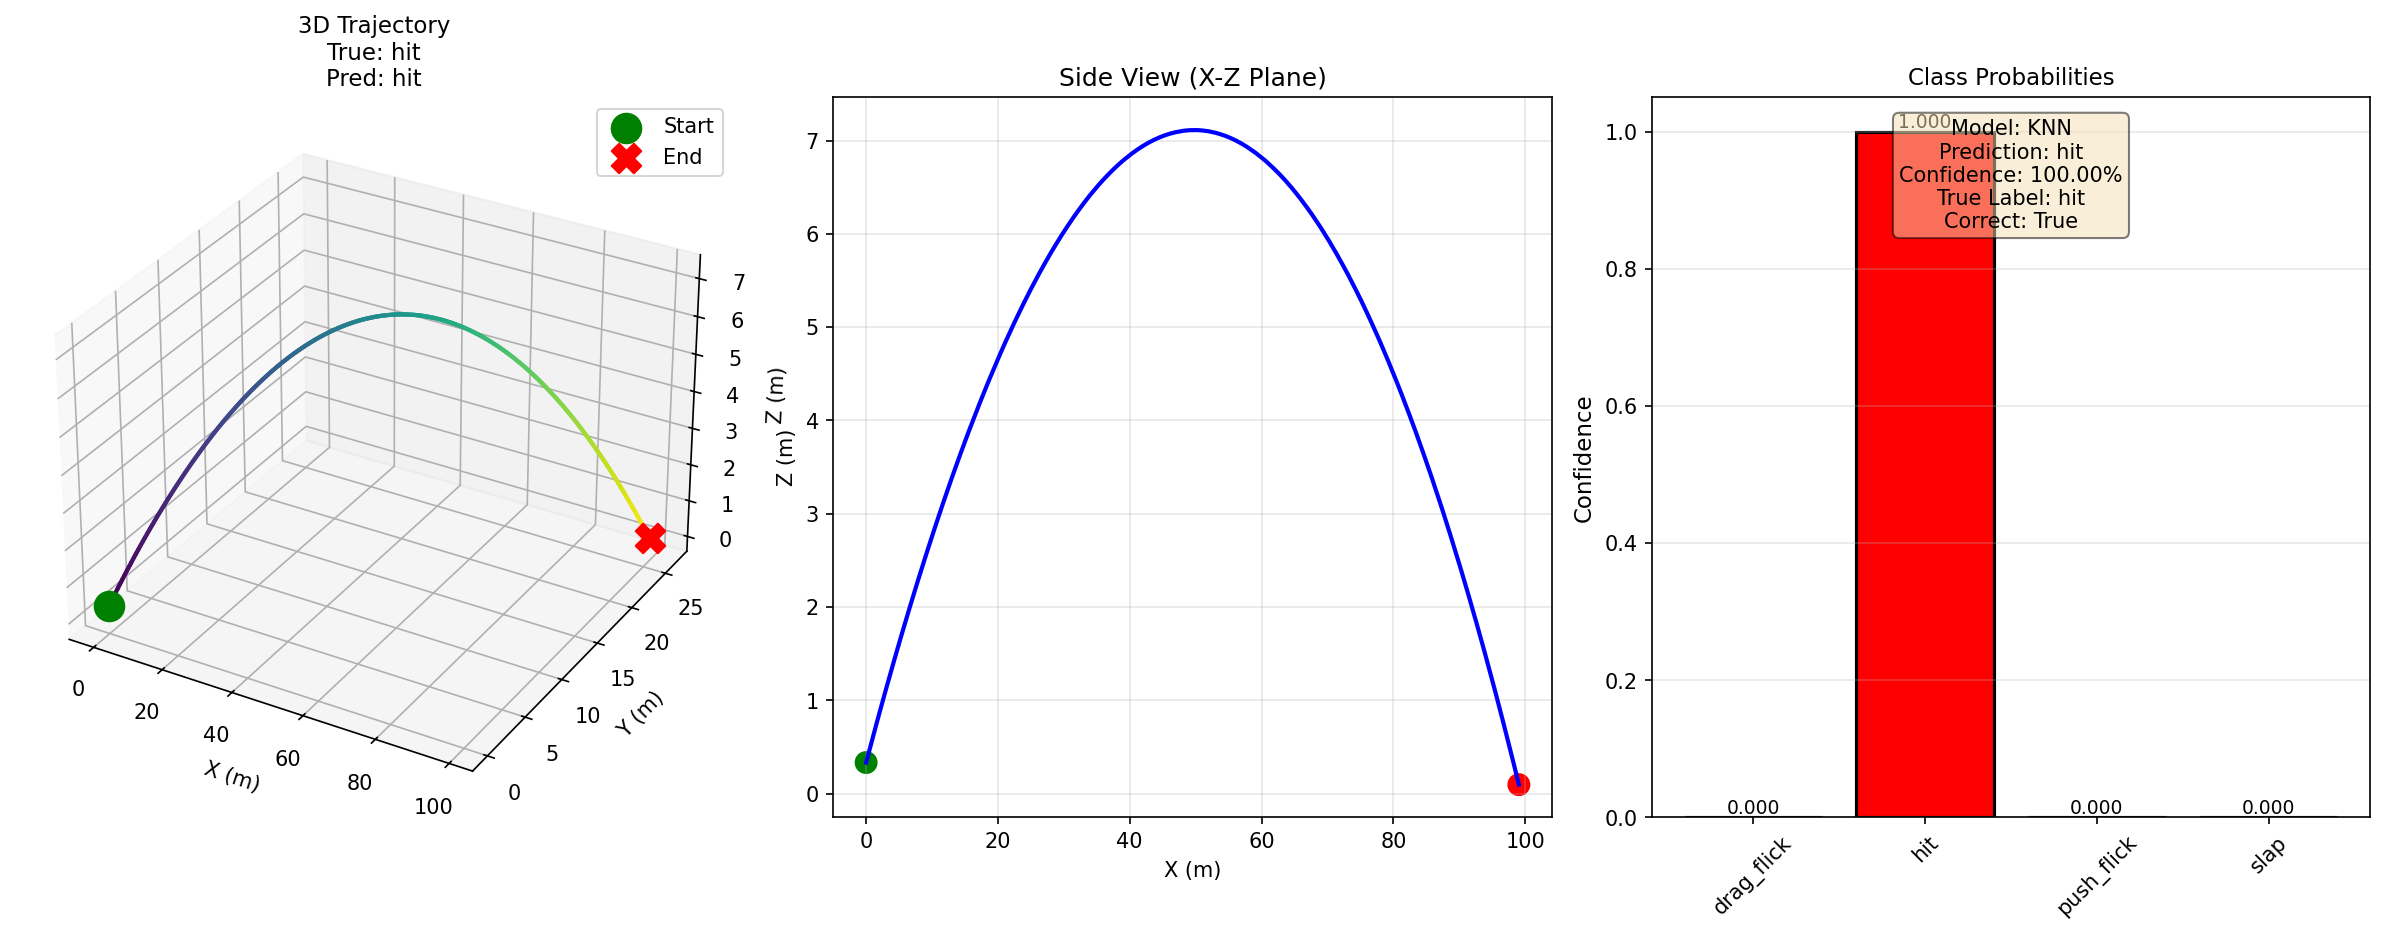 3D Trajectory
True: hit
Pred: hit
Start
End
7
6
5
4
3
2
1
0
Z (m)
0
20
40
60
80
100
X (m)
0
5
10
15
20
25
Y (m)
Side View (X-Z Plane)
7
6
5
4
3
2
1
0
Z (m)
0
20
40
60
80
100
X (m)
Class Probabilities
1.0
0.8
0.6
0.4
0.2
0.0
Confidence
1.000
Model: KNN
Prediction: hit
Confidence: 100.00%
True Label: hit
Correct: True
0.000
0.000
0.000
drag_flick
hit
push_flick
slap